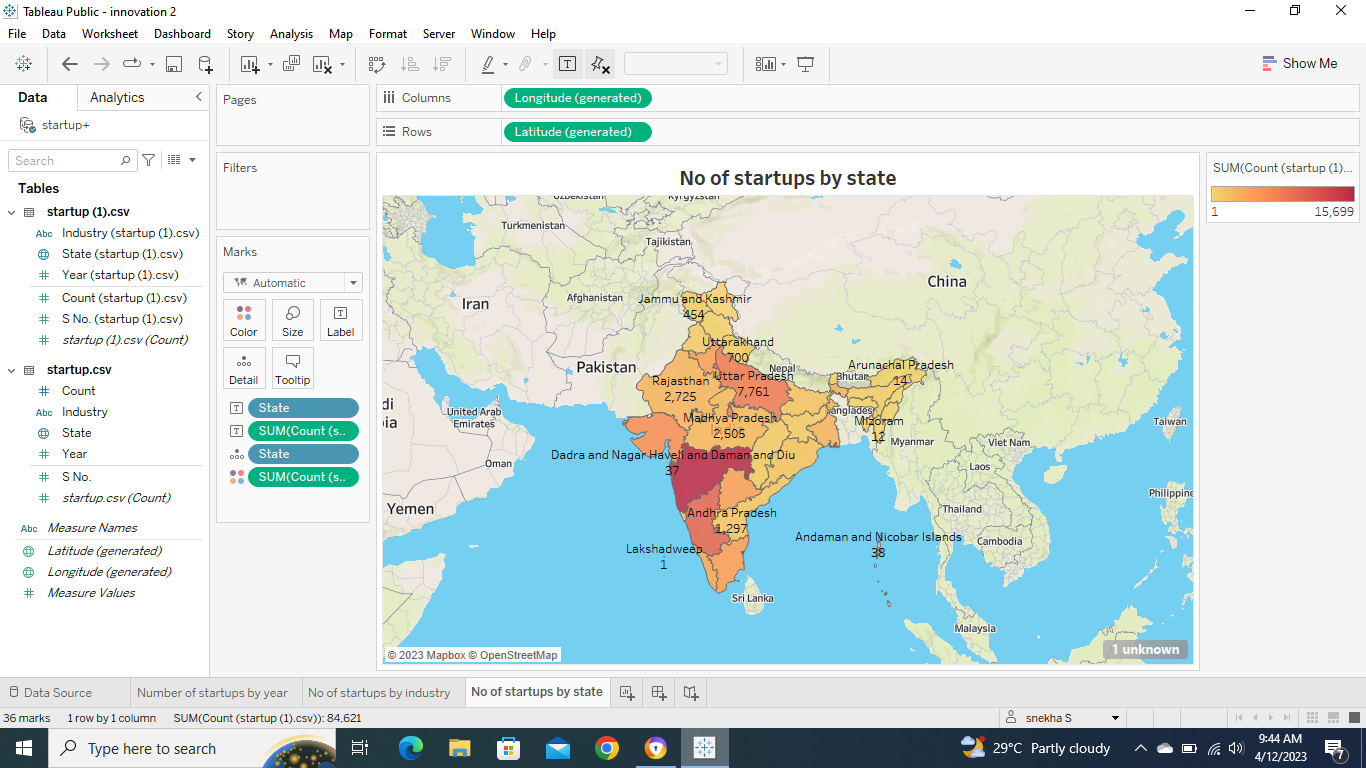 Tableau Public - innovation 2
File Data Worksheet Dashboard Story Analysis Map Format Server Window Help
Show Me
Data Analytics
startup+
Search
Tables
startup (1).csv
Abc Industry (startup (1).csv)
State (startup (1).csv)
Year (startup (1).csv)
Count (startup (1).csv)
S No. (startup (1).csv)
startup (1).csv (Count)
startup.csv
Count
Abc Industry
State
Year
S No.
startup.csv (Count)
Abc Measure Names
Latitude (generated)
Longitude (generated)
Measure Values
Pages
Filters
Marks
Automatic
Color Size Label
Detail Tooltip
State
SUM(Count (s..
State
SUM(Count (s..
Columns Longitude (generated)
Rows Latitude (generated)
No of startups by state
Uzbekistan Kyrgyzstan
Turkmenistan
Tajikistan
China
Iran
Afghanistan
Jammu and Kashmir
454
Uttarakhand
700
Pakistan
Nepal
Bhutan
Arunachal Pradesh
14
Uttar Pradesh
7,761
Rajasthan
2,725
United Arab
Emirates
di
ia
Madhya Pradesh
2,505
anglades
Mizoram
12
Myanmar
Taiwan
Viet Nam
Oman
Dadra and Nagar Haveli and Daman and Diu
37
Laos
Philippine
Yemen
Thailand
Andhra Pradesh
1,297
Andaman and Nicobar Islands
38
Cambodia
Lakshadweep
1
Sri Lanka
Malaysia
1 unknown
© 2023 Mapbox © OpenStreetMap
SUM(Count (startup (1)...
1 15,699
Data Source Number of startups by year No of startups by industry No of startups by state
36 marks 1 row by 1 column SUM(Count (startup (1).csv)): 84,621
snekha S
Type here to search
29°C Partly cloudy
9:44 AM
4/12/2023
7